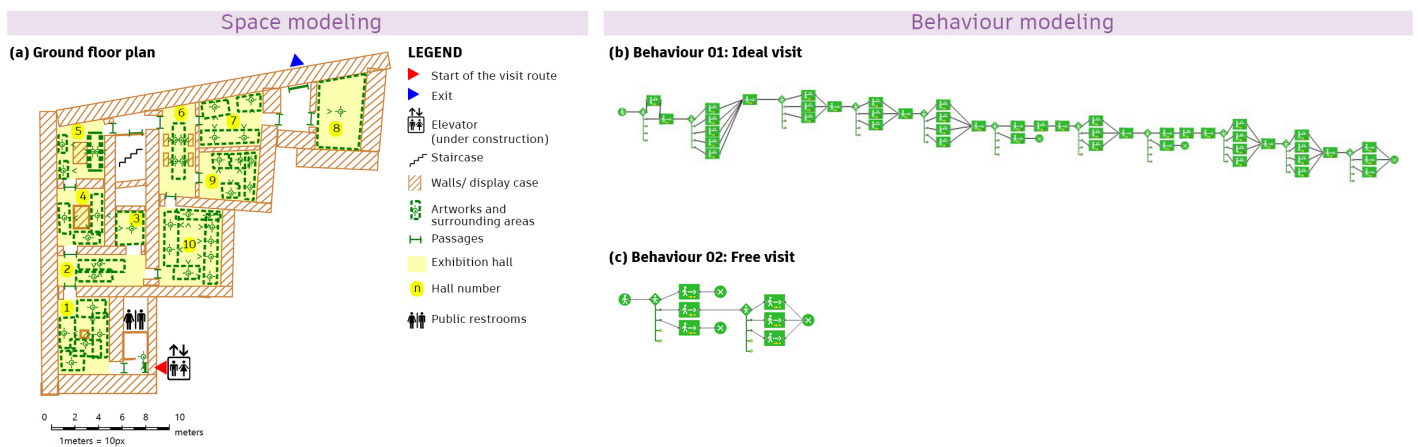 Space modeling
Behaviour modeling
(a) Ground floor plan
LEGEND
Start of the visit route
Exit
Elevator
(under construction)
Staircase
Walls/ display case
Artworks and
surrounding areas
Passages
Exhibition hall
n Hall number
Public restrooms
5
6
7
8
4
3
9
2
10
1
0 2 4 6 8 10
meters
1meters = 10px
(b) Behaviour 01: Ideal visit
(c) Behaviour 02: Free visit